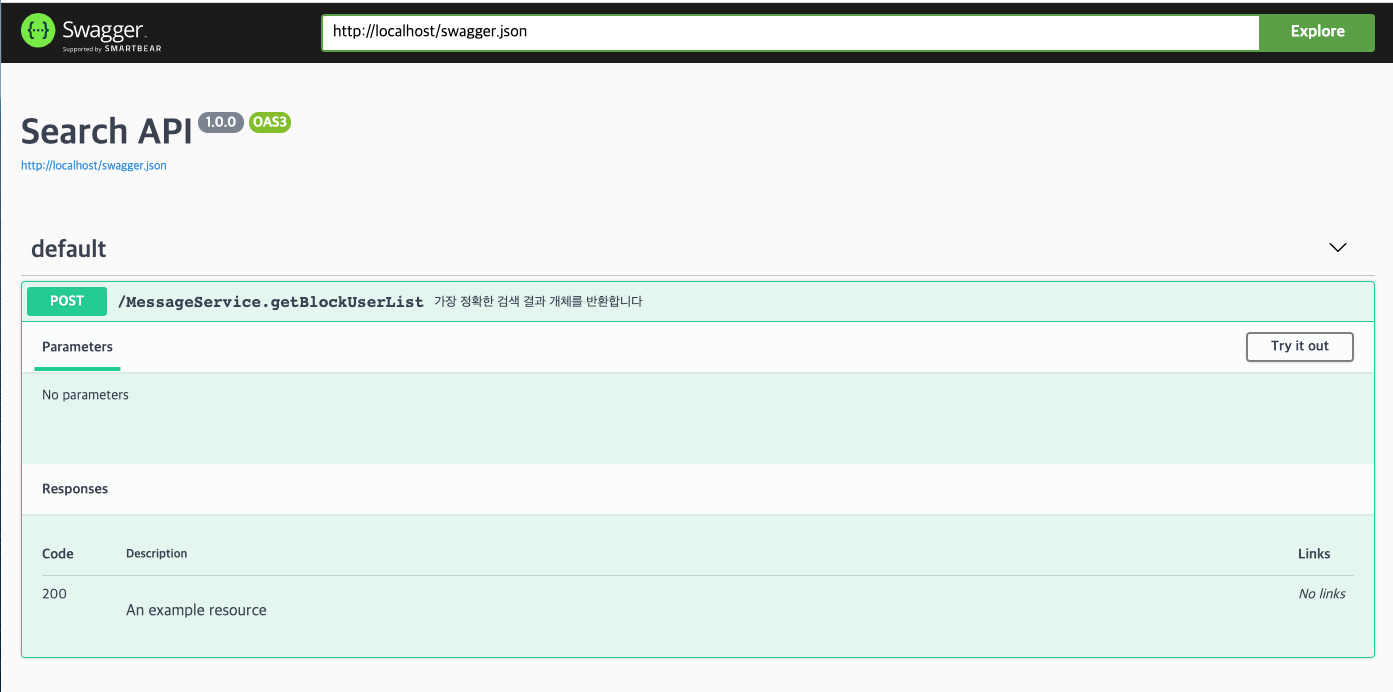 {···} Swagger.
Supported by SMARTBEAR
http://localhost/swagger.json
Explore
Search API 1.0.0 OAS3
http://localhost/swagger.json
default
POST /MessageService.getBlockUserList 가장 정확한 검색 결과 개체를 반환합니다
Parameters
Try it out
No parameters
Responses
Code Description Links
200 An example resource No links